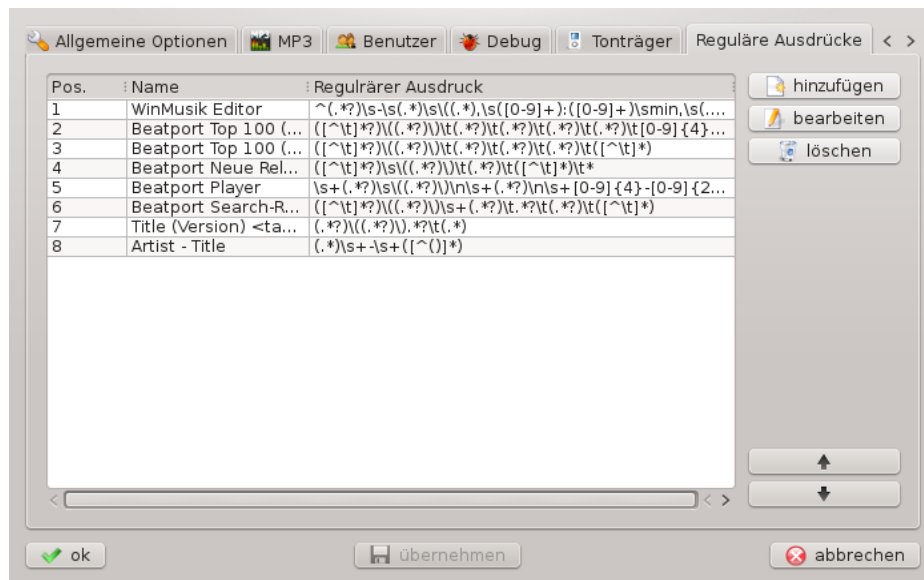 Allgemeine Optionen MP3 Benutzer Debug Tonträger Reguläre Ausdrücke < >
Pos. Name Regulrärer Ausdruck
1 WinMusik Editor ^(.*?)\s-\s(.*)\s\((.*),\s([0-9]+):([0-9]+)\smin,\s(....
2 Beatport Top 100 (... ([^\t]*?)\((.*?)\)\t(.*?)\t(.*?)\t(.*?)\t(.*?)\t[0-9]{4}...
3 Beatport Top 100 (... ([^\t]*?)\((.*?)\)\t(.*?)\t(.*?)\t(.*?)\t([^\t]*)
4 Beatport Neue Rel... ([^\t]*?)\s\((.*?)\)\t(.*?)\t([^\t]*)\t*
5 Beatport Player \s+(.*?)\s\((.*?)\)\n\s+(.*?)\n\s+[0-9]{4}-[0-9]{2...
6 Beatport Search-R... ([^\t]*?)\((.*?)\)\s+(.*?)\t.*?\t(.*?)\t([^\t]*)
7 Title (Version) <ta... (.*?)\((.*?)\).*?\t(.*)
8 Artist - Title (.*)\s+-\s+([^()]*)
hinzufügen
bearbeiten
löschen
ok übernehmen abbrechen